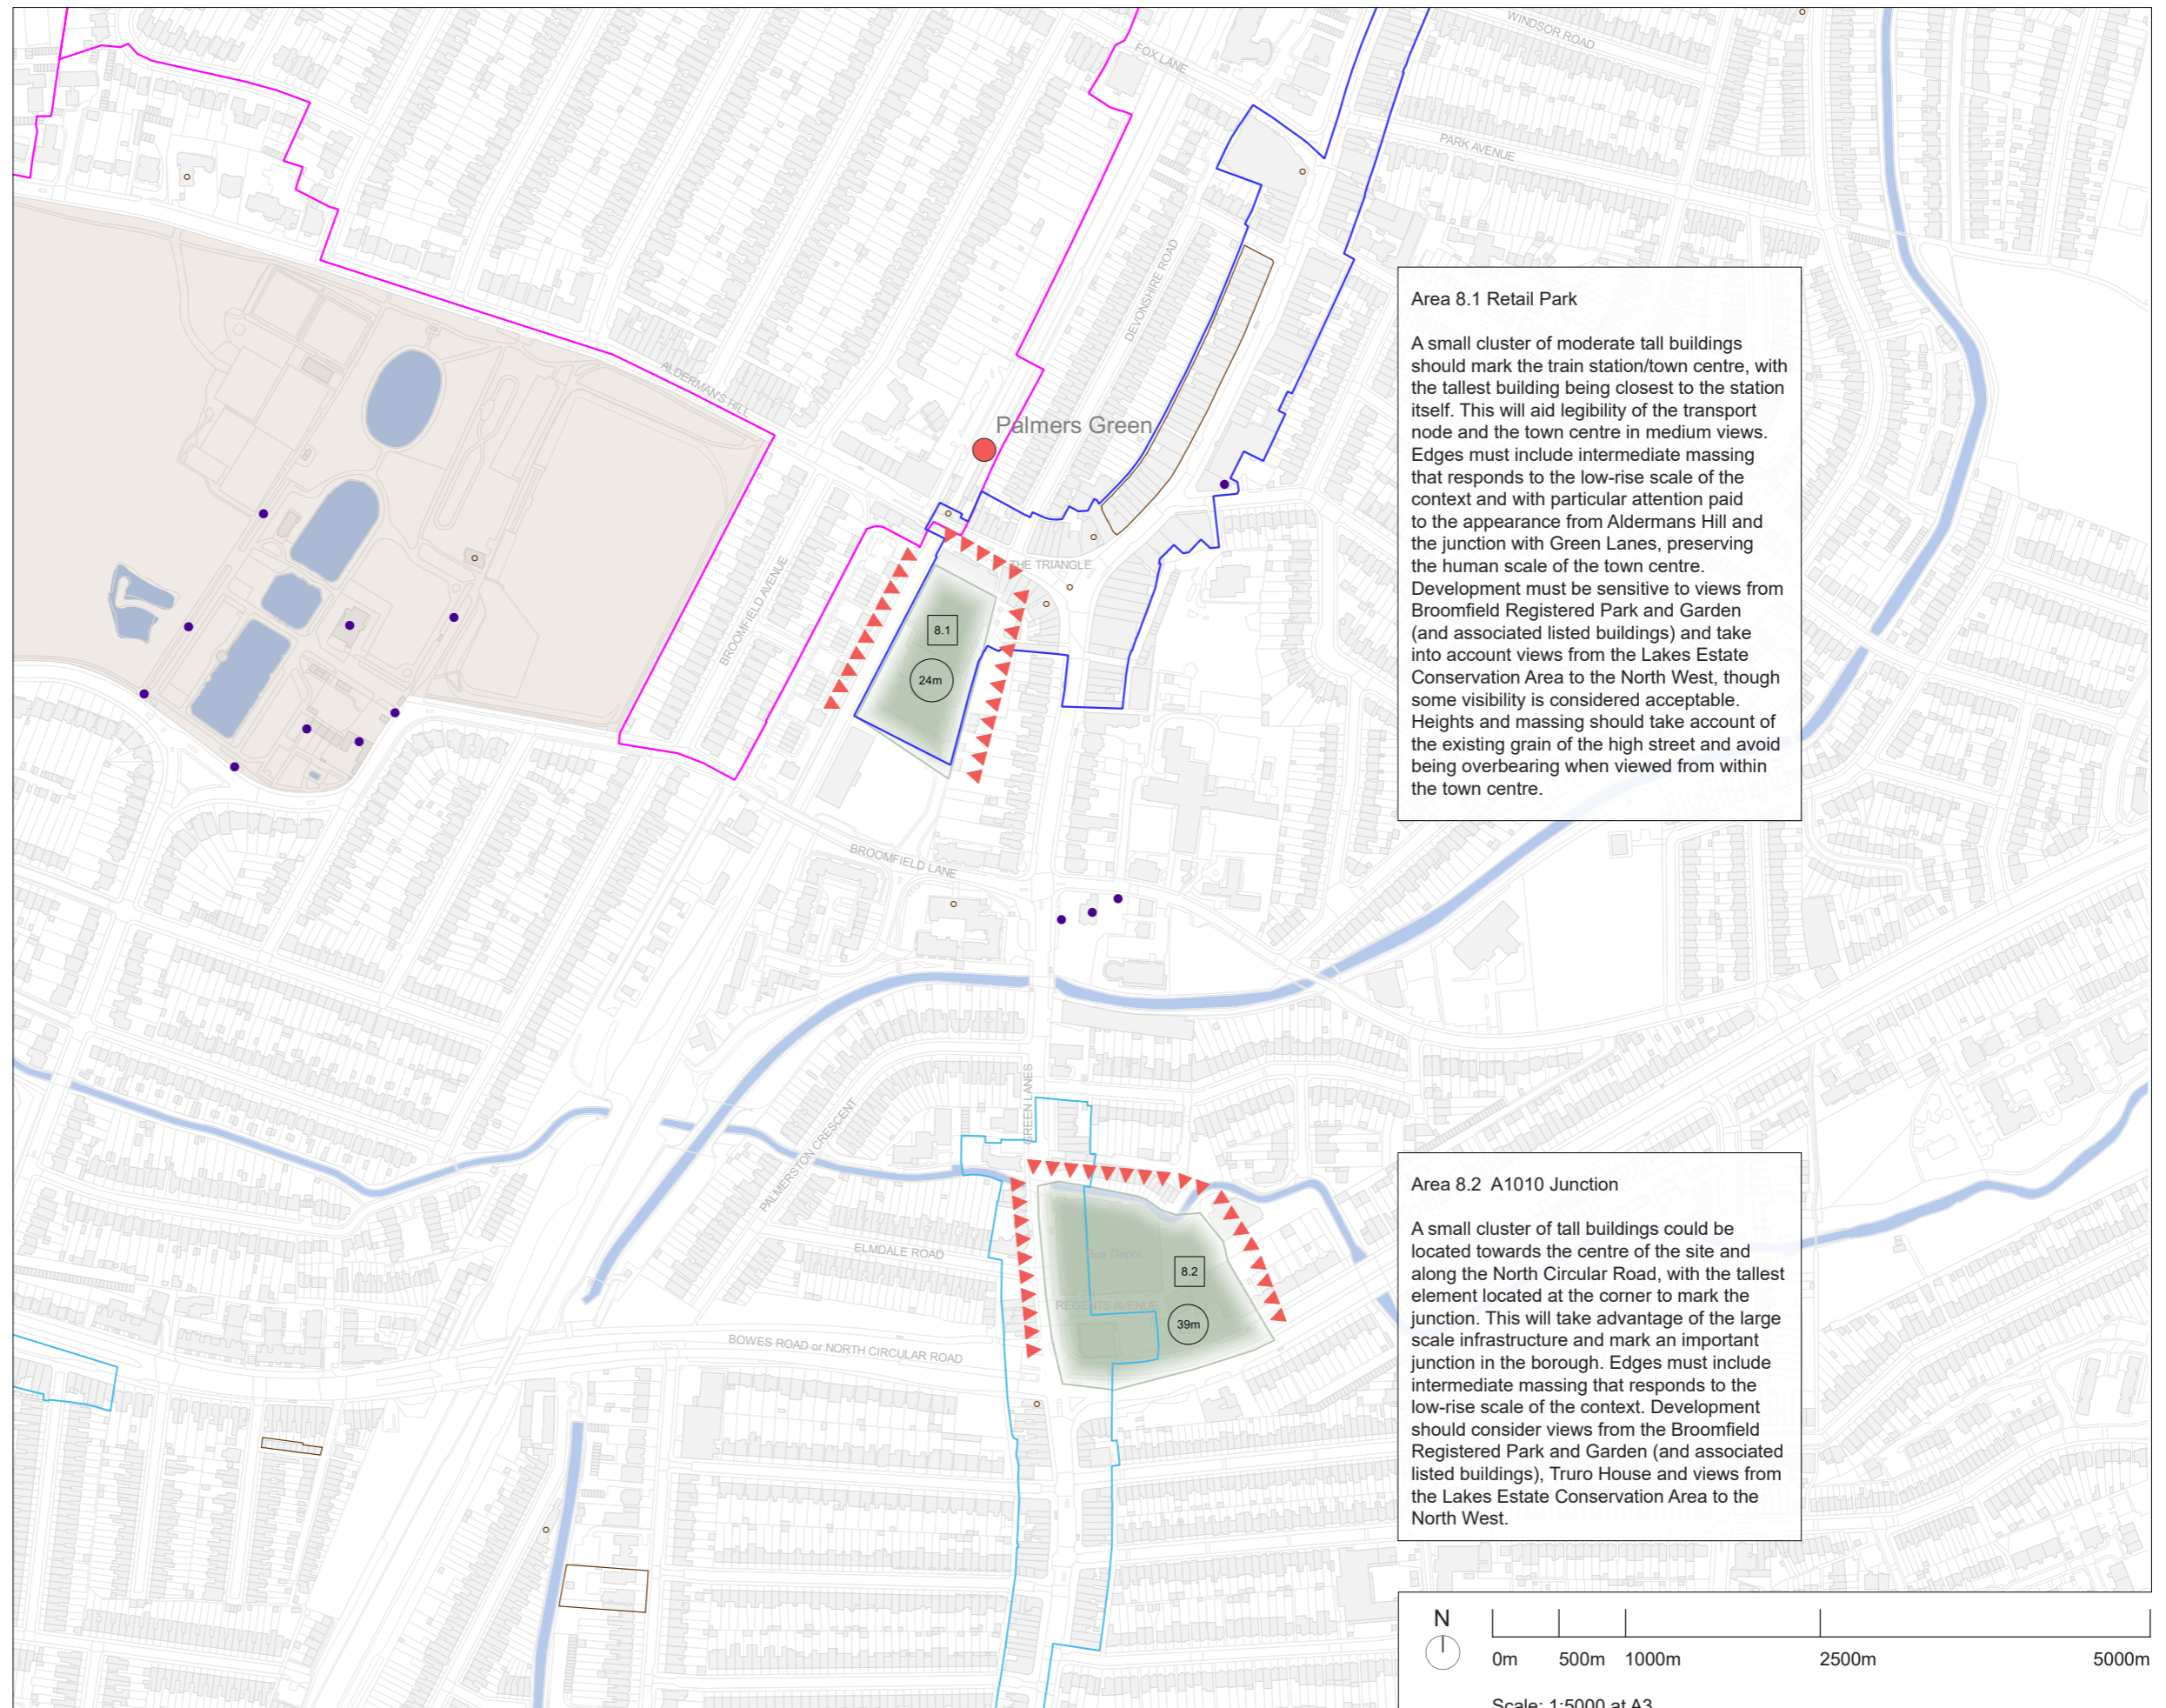 WINDSOR ROAD
FOX LANE
PARK AVENUE
DEVONSHIRE ROAD
ALDERMAN'S HILL
Palmers Green
THE TRIANGLE
BROOMFIELD AVENUE
8.1
24m
BROOMFIELD LANE
GREEN LANES
PALMERSTON CRESCENT
ELMDALE ROAD
Bus Depot
8.2
REGENTS AVENUE
39m
BOWES ROAD or NORTH CIRCULAR ROAD
Area 8.1 Retail Park
A small cluster of moderate tall buildings
should mark the train station/town centre, with
the tallest building being closest to the station
itself. This will aid legibility of the transport
node and the town centre in medium views.
Edges must include intermediate massing
that responds to the low-rise scale of the
context and with particular attention paid
to the appearance from Aldermans Hill and
the junction with Green Lanes, preserving
the human scale of the town centre.
Development must be sensitive to views from
Broomfield Registered Park and Garden
(and associated listed buildings) and take
into account views from the Lakes Estate
Conservation Area to the North West, though
some visibility is considered acceptable.
Heights and massing should take account of
the existing grain of the high street and avoid
being overbearing when viewed from within
the town centre.
Area 8.2 A1010 Junction
A small cluster of tall buildings could be
located towards the centre of the site and
along the North Circular Road, with the tallest
element located at the corner to mark the
junction. This will take advantage of the large
scale infrastructure and mark an important
junction in the borough. Edges must include
intermediate massing that responds to the
low-rise scale of the context. Development
should consider views from the Broomfield
Registered Park and Garden (and associated
listed buildings), Truro House and views from
the Lakes Estate Conservation Area to the
North West.
N
0m 500m 1000m 2500m 5000m
Scale: 1:5000 at A3